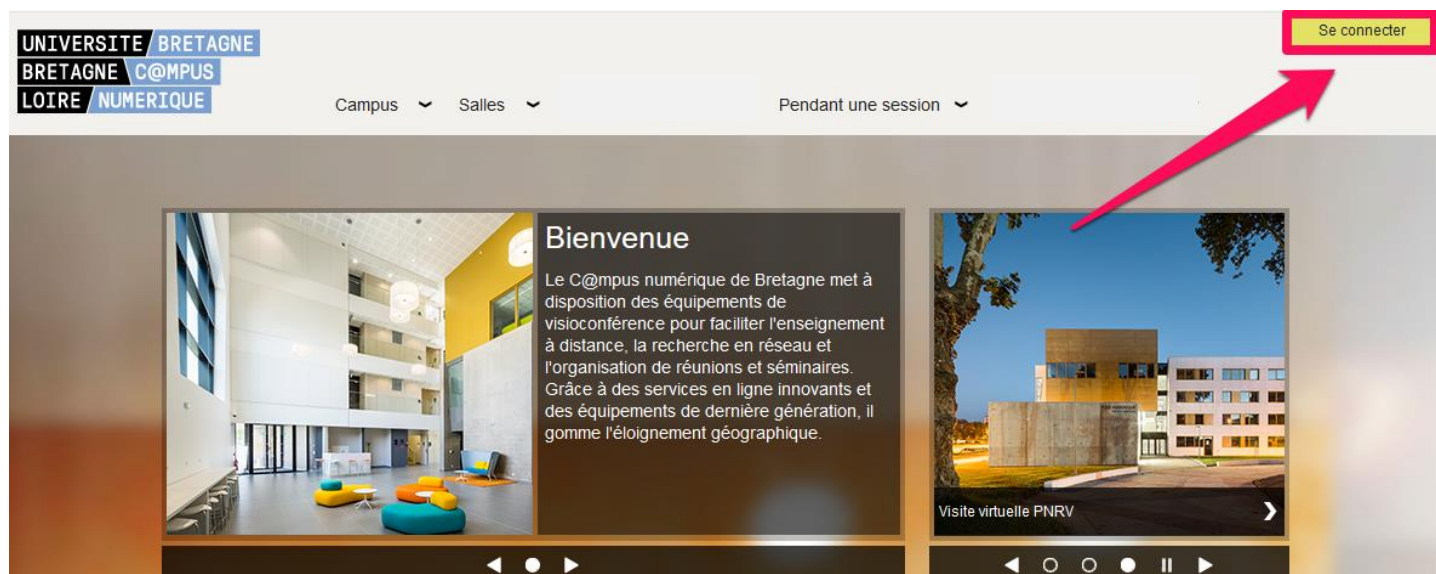 Se connecter
UNIVERSITE BRETAGNE
BRETAGNE C@MPUS
LOIRE NUMERIQUE
Campus Salles Pendant une session
Bienvenue
Le C@mpus numérique de Bretagne met à
disposition des équipements de
visioconférence pour faciliter l'enseignement
à distance, la recherche en réseau et
l'organisation de réunions et séminaires.
Grâce à des services en ligne innovants et
des équipements de dernière génération, il
gomme l'éloignement géographique.
Visite virtuelle PNRV